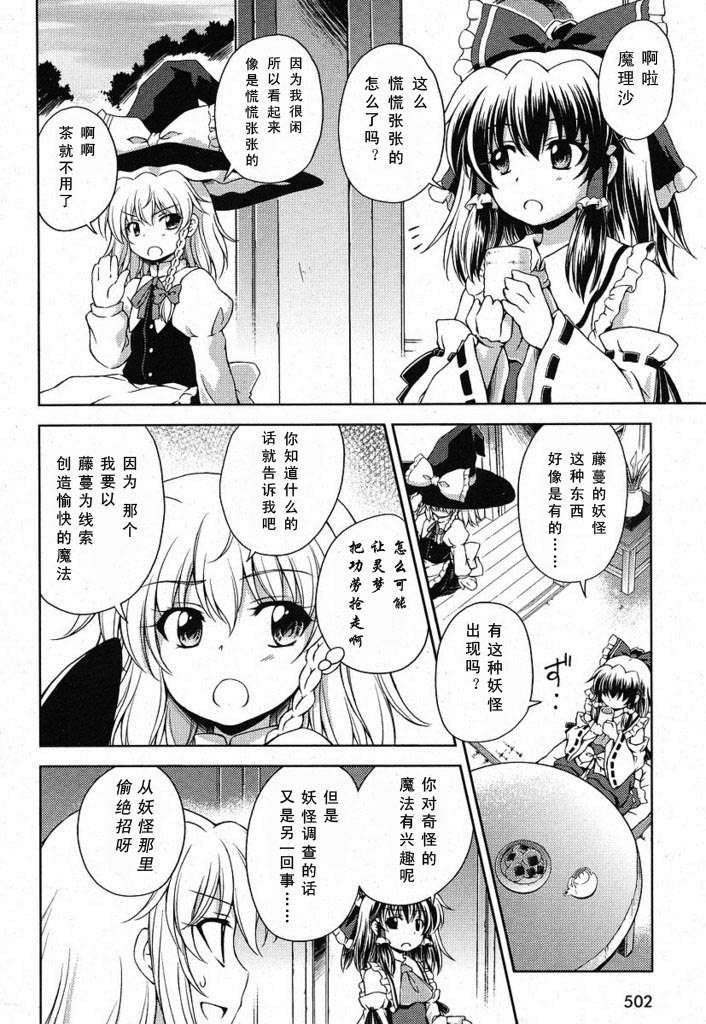 啊啦
魔理沙
这么
慌慌张张的
怎么了吗？
因为我很闲
所以看起来
像是慌慌张张的
啊啊
茶就不用了
藤蔓的妖怪
这种东西
好像是有的……
有这种妖怪
出现吗？
ず…
你知道什么的
话就告诉我吧
怎么可能
让灵梦
把功劳抢走啊
因为 那个
我要以
藤蔓为线索
创造愉快的魔法
你对奇怪的
魔法有兴趣呢
但是
妖怪调查的话
又是另一回事……
从妖怪那里
偷绝招呀
502